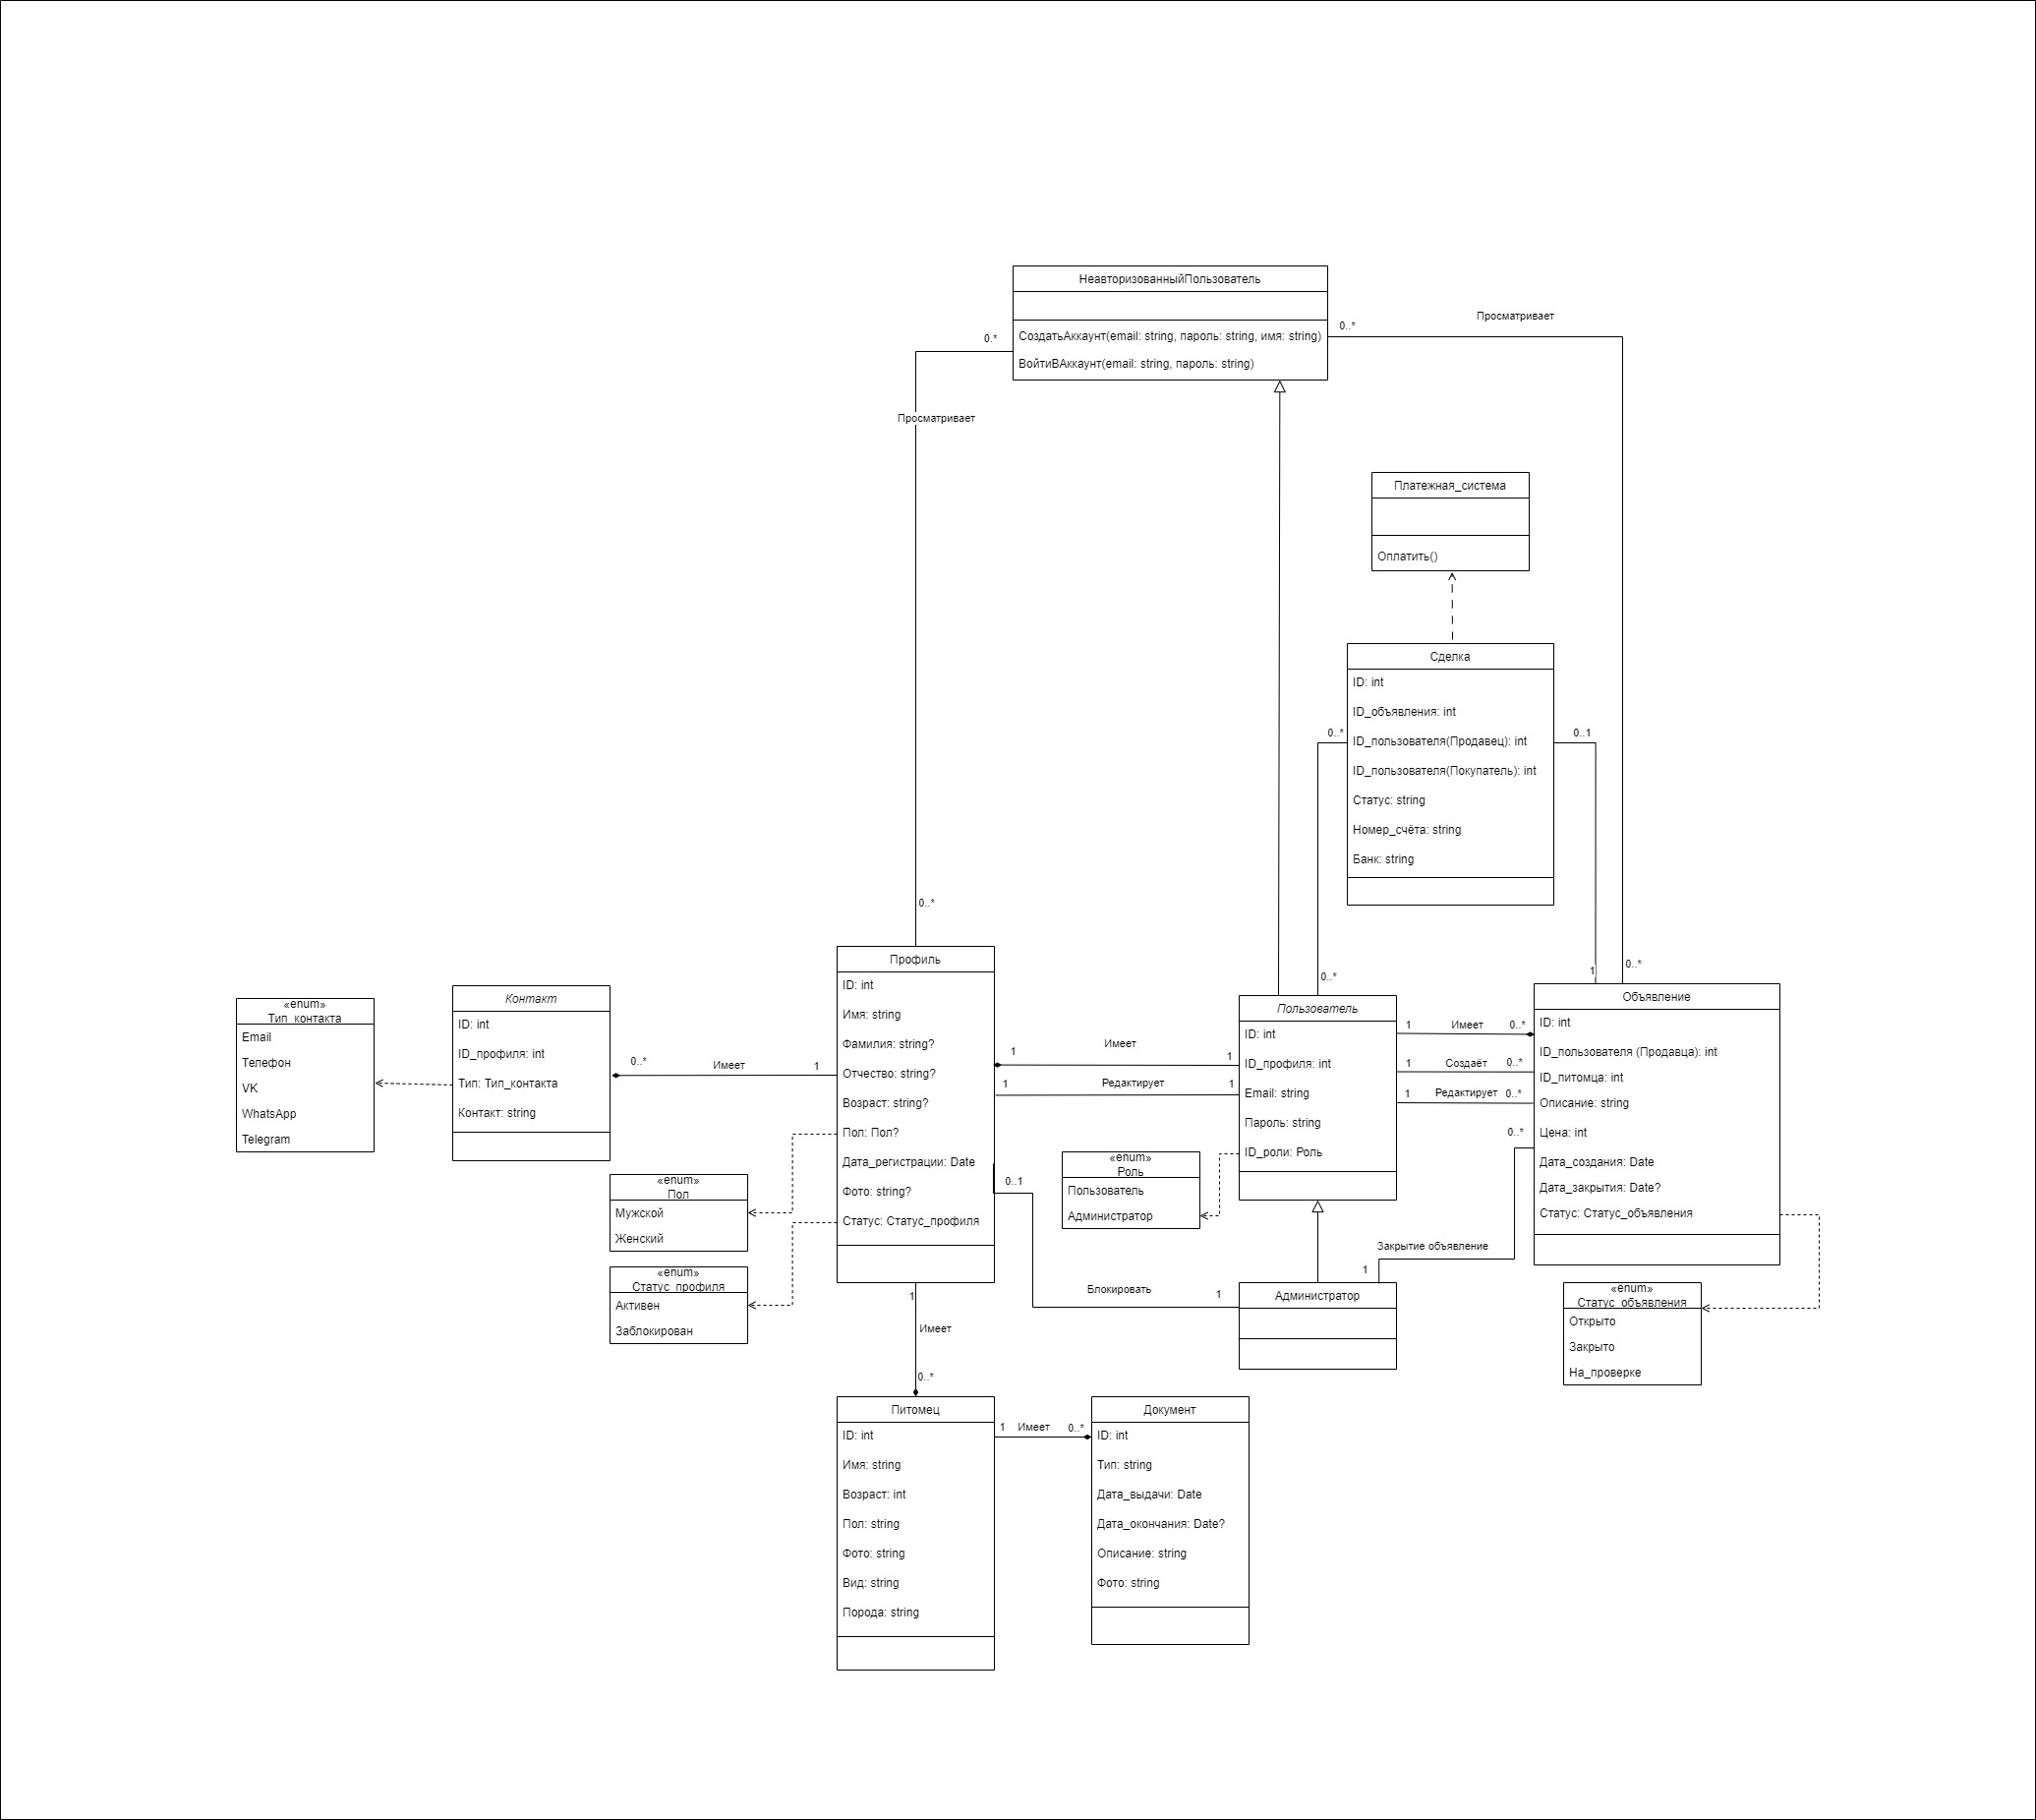 НеавторизованныйПользователь
СоздатьАккаунт(email: string, пароль: string, имя: string)
ВойтиВАккаунт(email: string, пароль: string)
0.*
0..*
Просматривает
Просматривает
0..*
0..*
Платежная_система
Оплатить()
Сделка
ID: int
ID_объявления: int
ID_пользователя(Продавец): int
ID_пользователя(Покупатель): int
Статус: string
Номер_счёта: string
Банк: string
0..*
0..1
0..*
1
«enum»
Тип_контакта
Email
Телефон
VK
WhatsApp
Telegram
Контакт
ID: int
ID_профиля: int
Тип: Тип_контакта
Контакт: string
0..*
Имеет
1
Профиль
ID: int
Имя: string
Фамилия: string?
Отчество: string?
Возраст: string?
Пол: Пол?
Дата_регистрации: Date
Фото: string?
Статус: Статус_профиля
«enum»
Пол
Мужской
Женский
«enum»
Статус_профиля
Активен
Заблокирован
1
Имеет
1
1
Редактирует
1
0..1
Блокировать
1
«enum»
Роль
Пользователь
Администратор
Пользователь
ID: int
ID_профиля: int
Email: string
Пароль: string
ID_роли: Роль
1
Имеет
0..*
1
Создаёт
0..*
1
Редактирует
0..*
0..*
Закрытие объявление
1
Администратор
Объявление
ID: int
ID_пользователя (Продавца): int
ID_питомца: int
Описание: string
Цена: int
Дата_создания: Date
Дата_закрытия: Date?
Статус: Статус_объявления
«enum»
Статус_объявления
Открыто
Закрыто
На_проверке
1
Имеет
0..*
Питомец
ID: int
Имя: string
Возраст: int
Пол: string
Фото: string
Вид: string
Порода: string
1
Имеет
0..*
Документ
ID: int
Тип: string
Дата_выдачи: Date
Дата_окончания: Date?
Описание: string
Фото: string